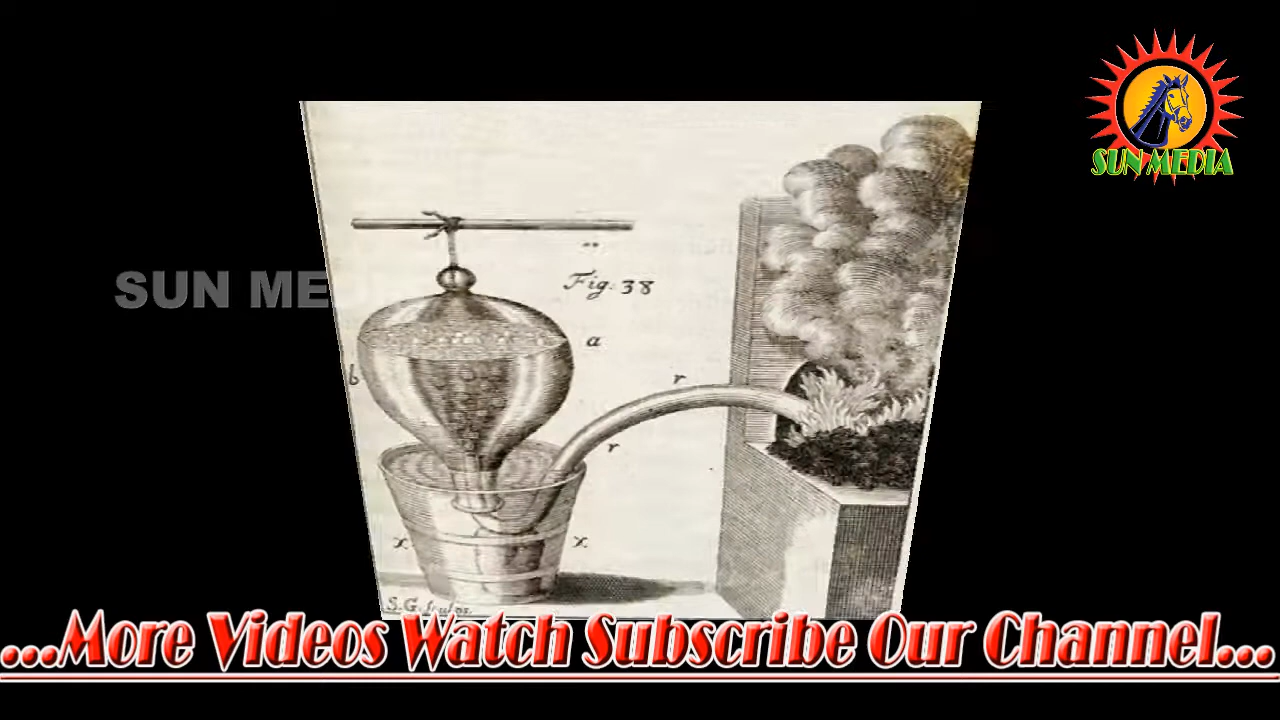 SUN MEDIA
SUN ME
Fig: 38
a
b
r
r
x
x
S.G.
...More Videos Watch Subscribe Our Channel...